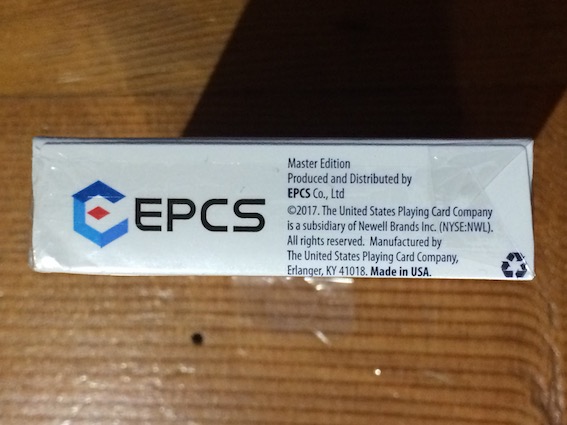 EPCS
Master Edition
Produced and Distributed by
EPCS Co., Ltd
©2017. The United States Playing Card Company
is a subsidiary of Newell Brands Inc. (NYSE:NWL).
All rights reserved. Manufactured by
The United States Playing Card Company,
Erlanger, KY 41018. Made in USA.